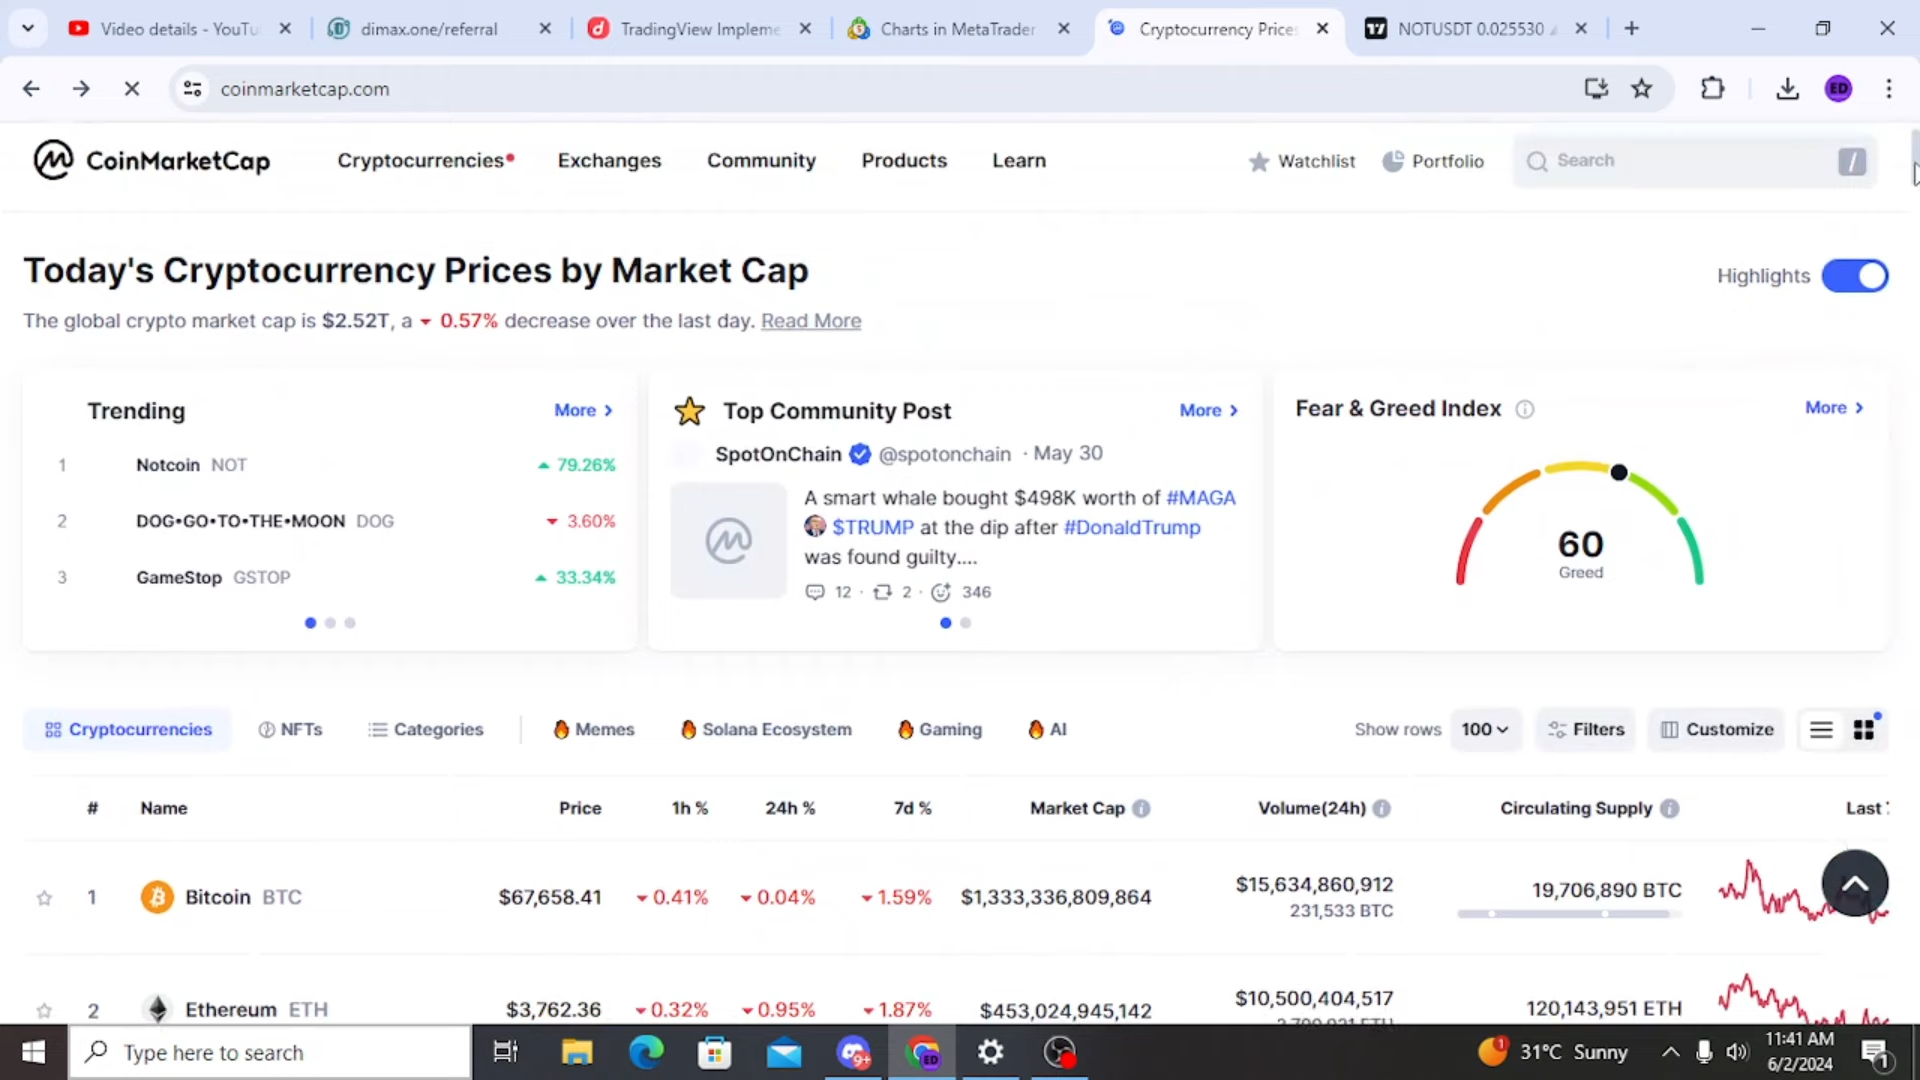 Video details - YouTu
dimax.one/referral
TradingView Impleme
Charts in MetaTrader
Cryptocurrency Prices
NOTUSDT 0.025530
coinmarketcap.com
ED
CoinMarketCap
Cryptocurrencies
Exchanges
Community
Products
Learn
Watchlist
Portfolio
Search
/
Today's Cryptocurrency Prices by Market Cap
Highlights
The global crypto market cap is $2.52T, a 0.57% decrease over the last day. Read More
Trending
More
1 Notcoin NOT 79.26%
2 DOG•GO•TO•THE•MOON DOG 3.60%
3 GameStop GSTOP 33.34%
Top Community Post
More
SpotOnChain @spotonchain · May 30
A smart whale bought $498K worth of #MAGA
$TRUMP at the dip after #DonaldTrump
was found guilty....
12 · 2 · 346
Fear & Greed Index
More
60
Greed
Cryptocurrencies
NFTs
Categories
Memes
Solana Ecosystem
Gaming
AI
Show rows
100
Filters
Customize
# Name Price 1h % 24h % 7d % Market Cap Volume(24h) Circulating Supply Last
1 Bitcoin BTC $67,658.41 0.41% 0.04% 1.59% $1,333,336,809,864 $15,634,860,912 19,706,890 BTC
231,533 BTC
2 Ethereum ETH $3,762.36 0.32% 0.95% 1.87% $453,024,945,142 $10,500,404,517 120,143,951 ETH
Type here to search
9+
ED
1
31°C Sunny
11:41 AM
6/2/2024
1